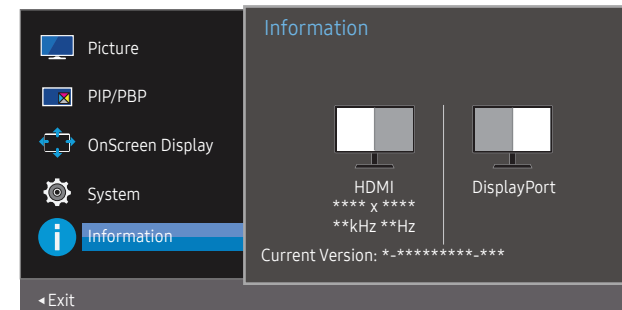 Picture
PIP/PBP
OnScreen Display
System
Information
Information
HDMI
**** x ****
**kHz **Hz
DisplayPort
Current Version: *-*********-***
◂Exit